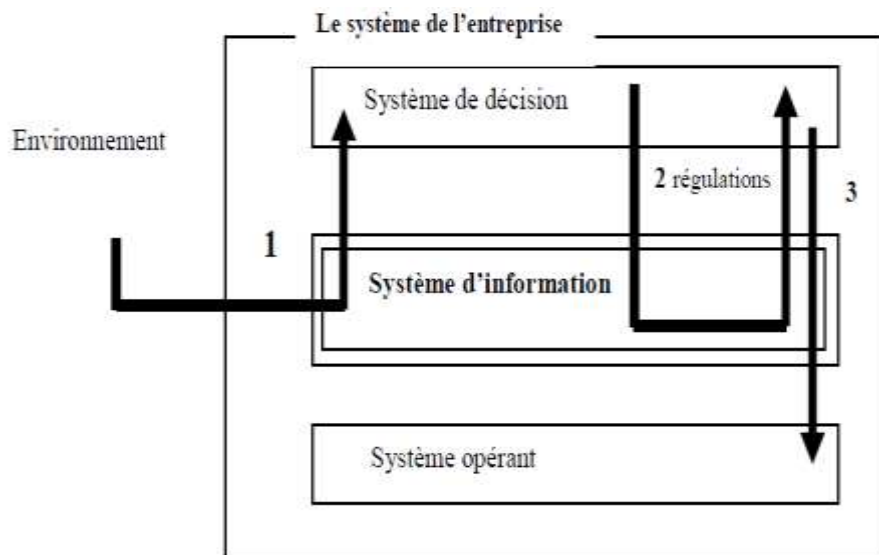 Le système de l'entreprise
Système de décision
Environnement
2 régulations
3
1
Système d'information
Système opérant